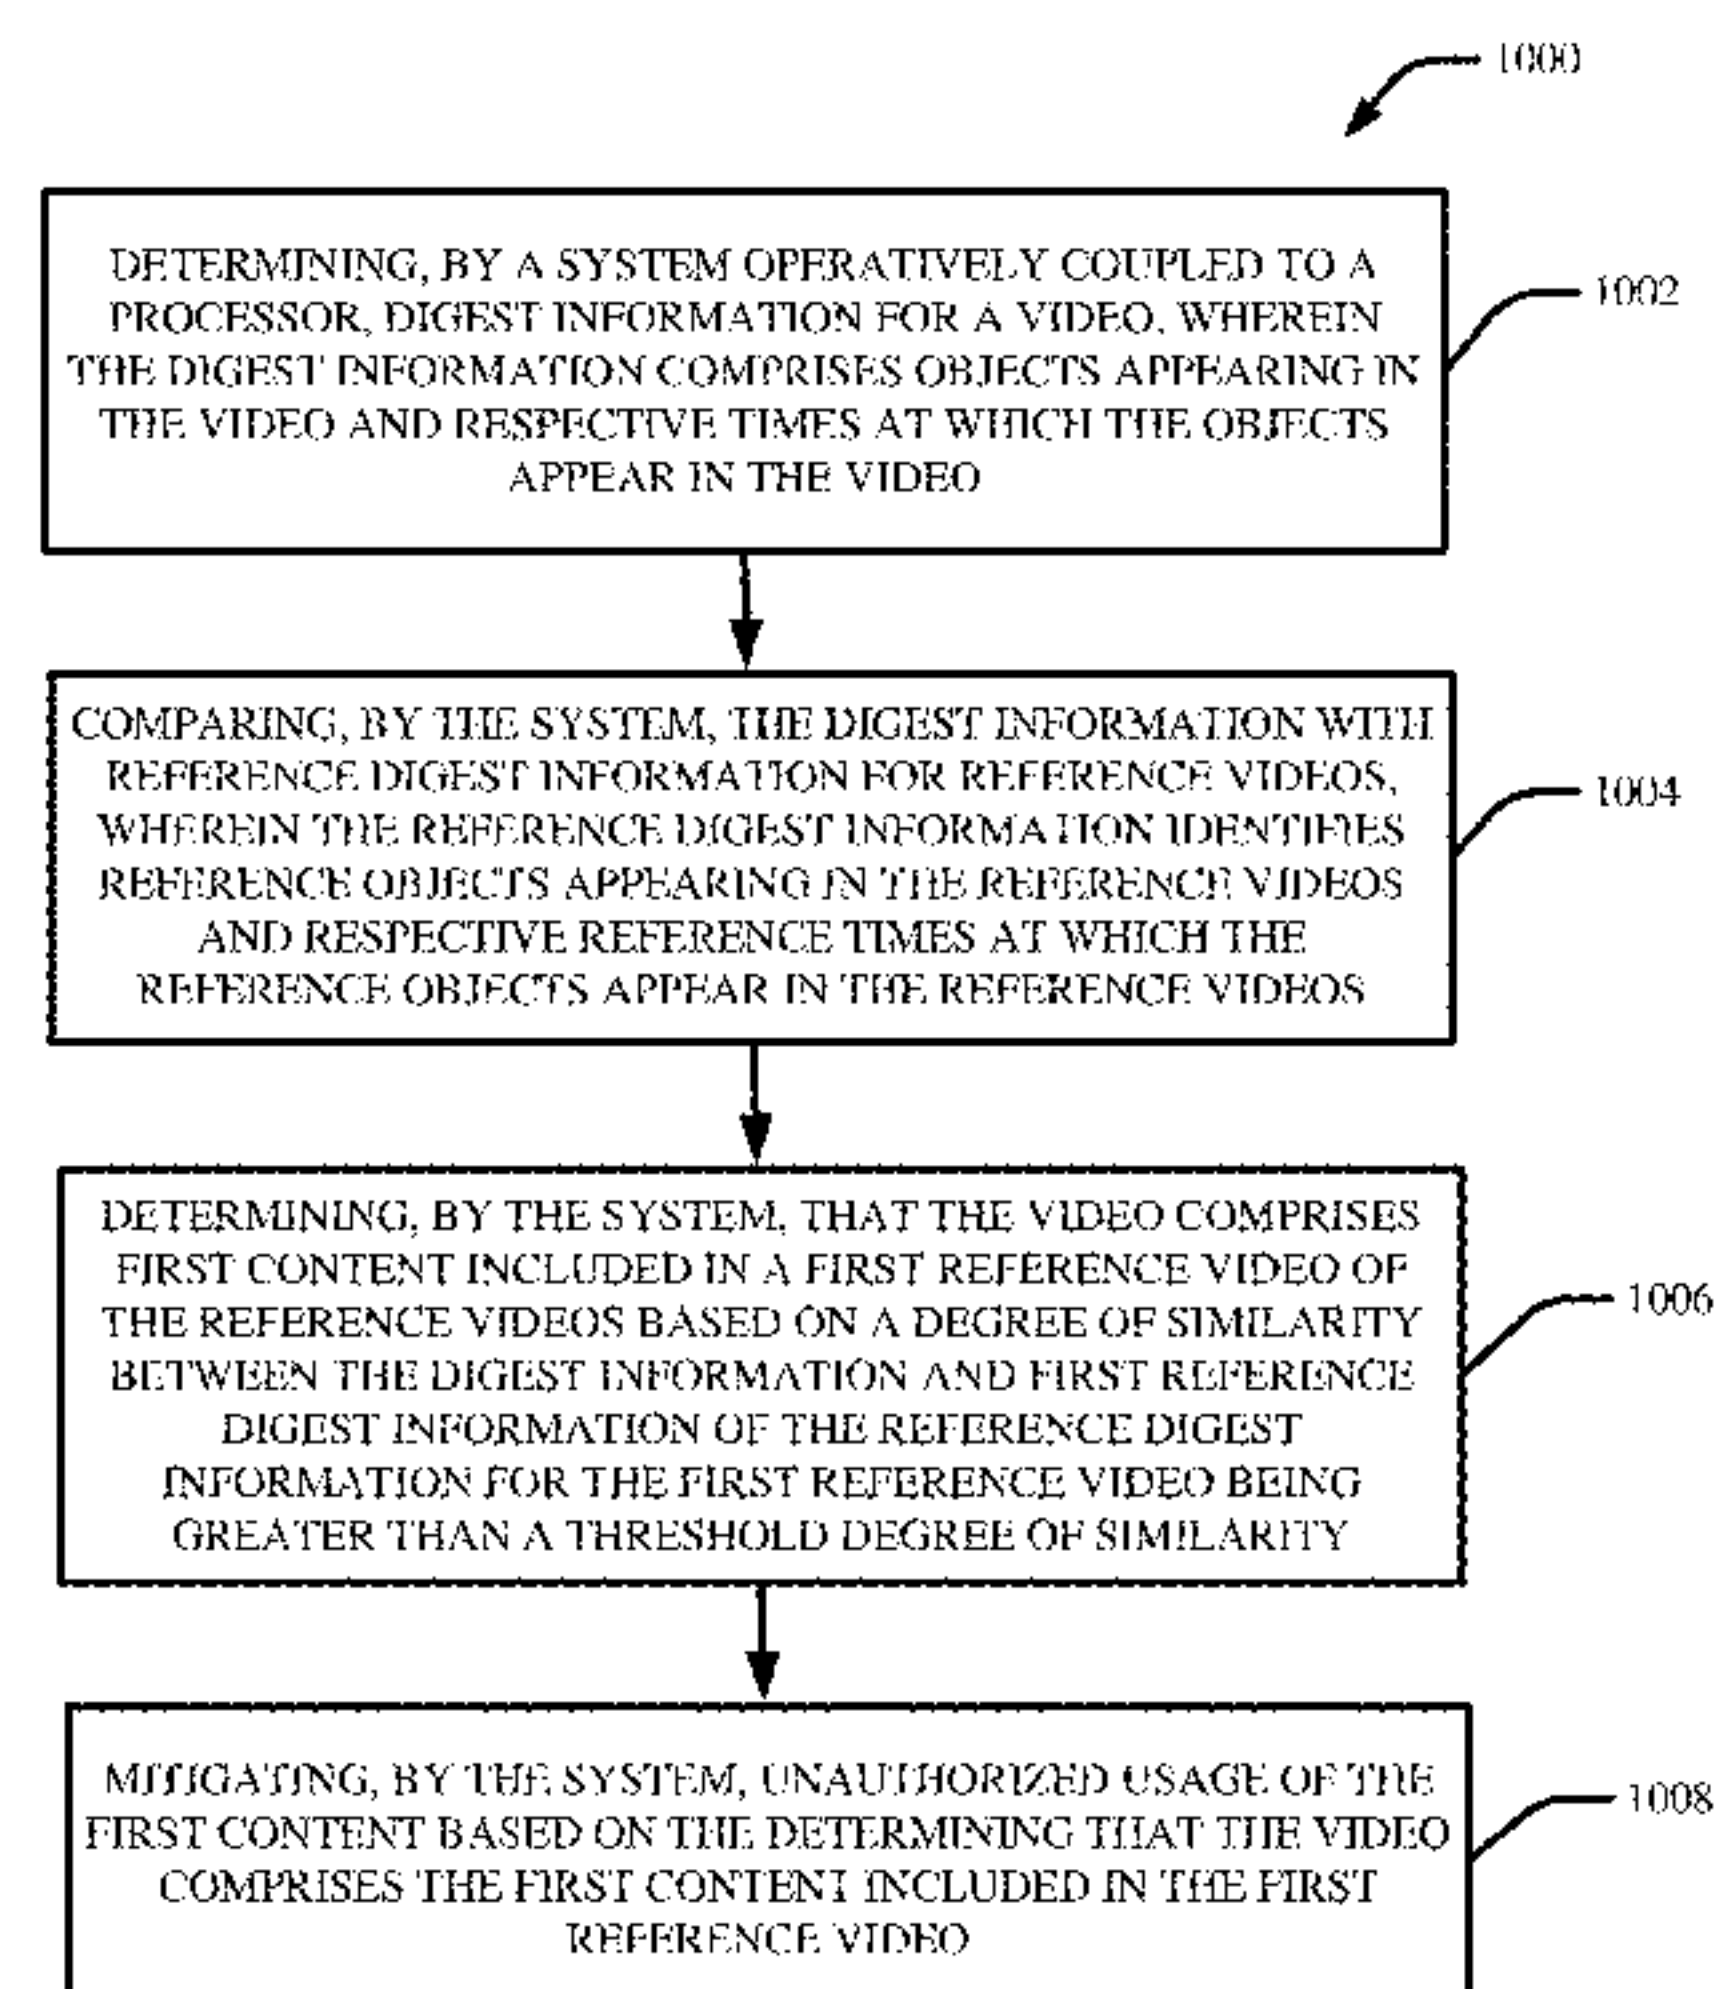 1000
DETERMINING, BY A SYSTEM OPERATIVELY COUPLED TO A
PROCESSOR, DIGEST INFORMATION FOR A VIDEO, WHEREIN
THE DIGEST INFORMATION COMPRISES OBJECTS APPEARING IN
THE VIDEO AND RESPECTIVE TIMES AT WHICH THE OBJECTS
APPEAR IN THE VIDEO
1002
COMPARING, BY THE SYSTEM, THE DIGEST INFORMATION WITH
REFERENCE DIGEST INFORMATION FOR REFERENCE VIDEOS,
WHEREIN THE REFERENCE DIGEST INFORMATION IDENTIFIES
REFERENCE OBJECTS APPEARING IN THE REFERENCE VIDEOS
AND RESPECTIVE REFERENCE TIMES AT WHICH THE
REFERENCE OBJECTS APPEAR IN THE REFERENCE VIDEOS
1004
DETERMINING, BY THE SYSTEM, THAT THE VIDEO COMPRISES
FIRST CONTENT INCLUDED IN A FIRST REFERENCE VIDEO OF
THE REFERENCE VIDEOS BASED ON A DEGREE OF SIMILARITY
BETWEEN THE DIGEST INFORMATION AND FIRST REFERENCE
DIGEST INFORMATION OF THE REFERENCE DIGEST
INFORMATION FOR THE FIRST REFERENCE VIDEO BEING
GREATER THAN A THRESHOLD DEGREE OF SIMILARITY
1006
MITIGATING, BY THE SYSTEM, UNAUTHORIZED USAGE OF THE
FIRST CONTENT BASED ON THE DETERMINING THAT THE VIDEO
COMPRISES THE FIRST CONTENT INCLUDED IN THE FIRST
REFERENCE VIDEO
1008